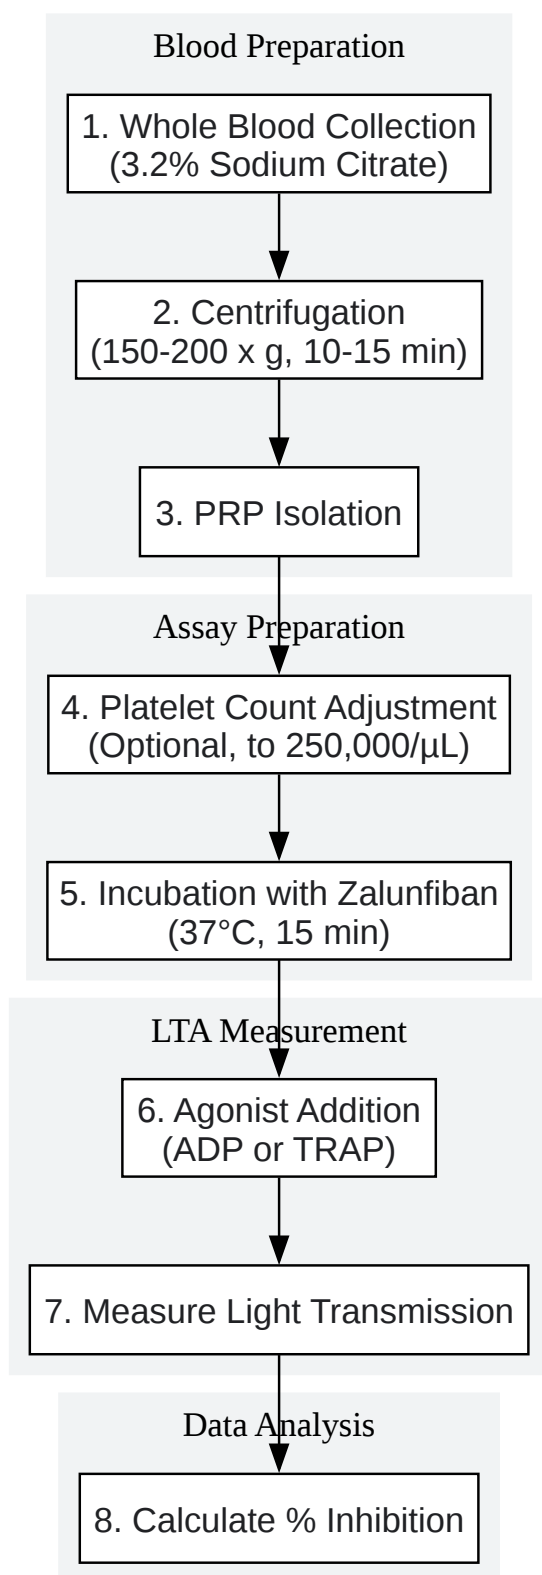 Blood Preparation
1. Whole Blood Collection
(3.2% Sodium Citrate)
2. Centrifugation
(150-200 x g, 10-15 min)
3. PRP Isolation
Assay Preparation
4. Platelet Count Adjustment
(Optional, to 250,000/µL)
5. Incubation with Zalunfiban
(37°C, 15 min)
LTA Measurement
6. Agonist Addition
(ADP or TRAP)
7. Measure Light Transmission
Data Analysis
8. Calculate % Inhibition